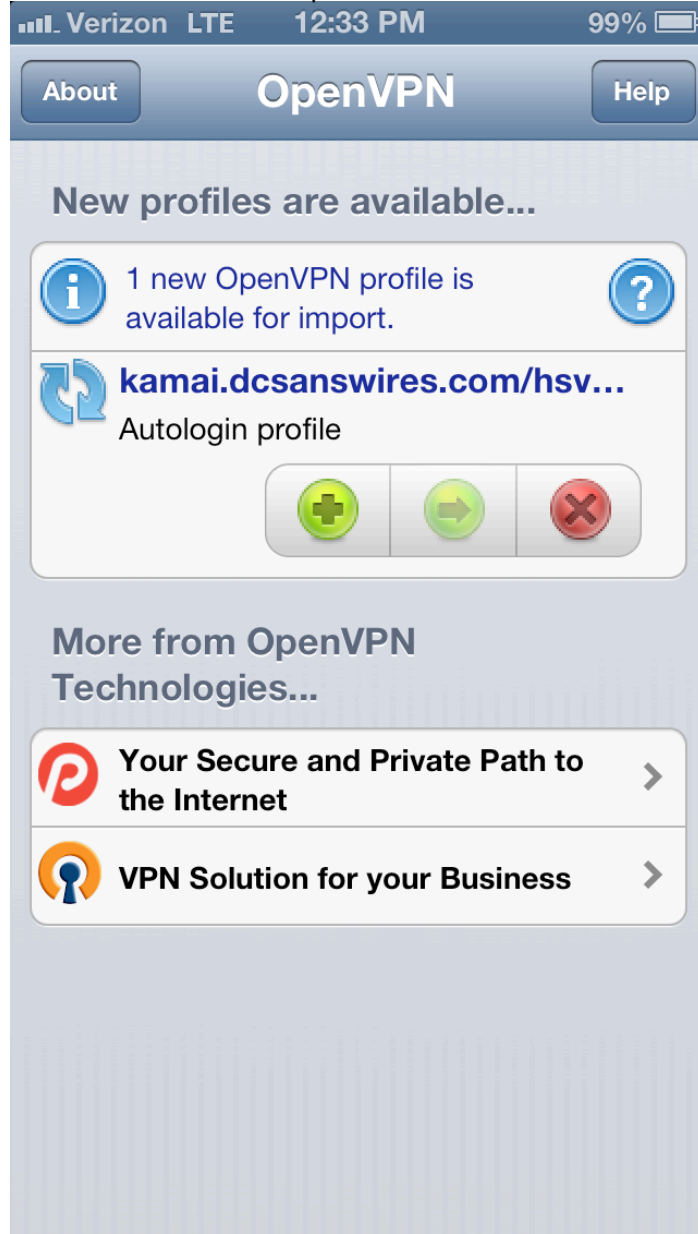 Verizon LTE 12:33 PM 99%
About OpenVPN Help
New profiles are available...
1 new OpenVPN profile is
available for import.
kamai.dcsanswires.com/hsv...
Autologin profile
More from OpenVPN
Technologies...
Your Secure and Private Path to
the Internet
VPN Solution for your Business